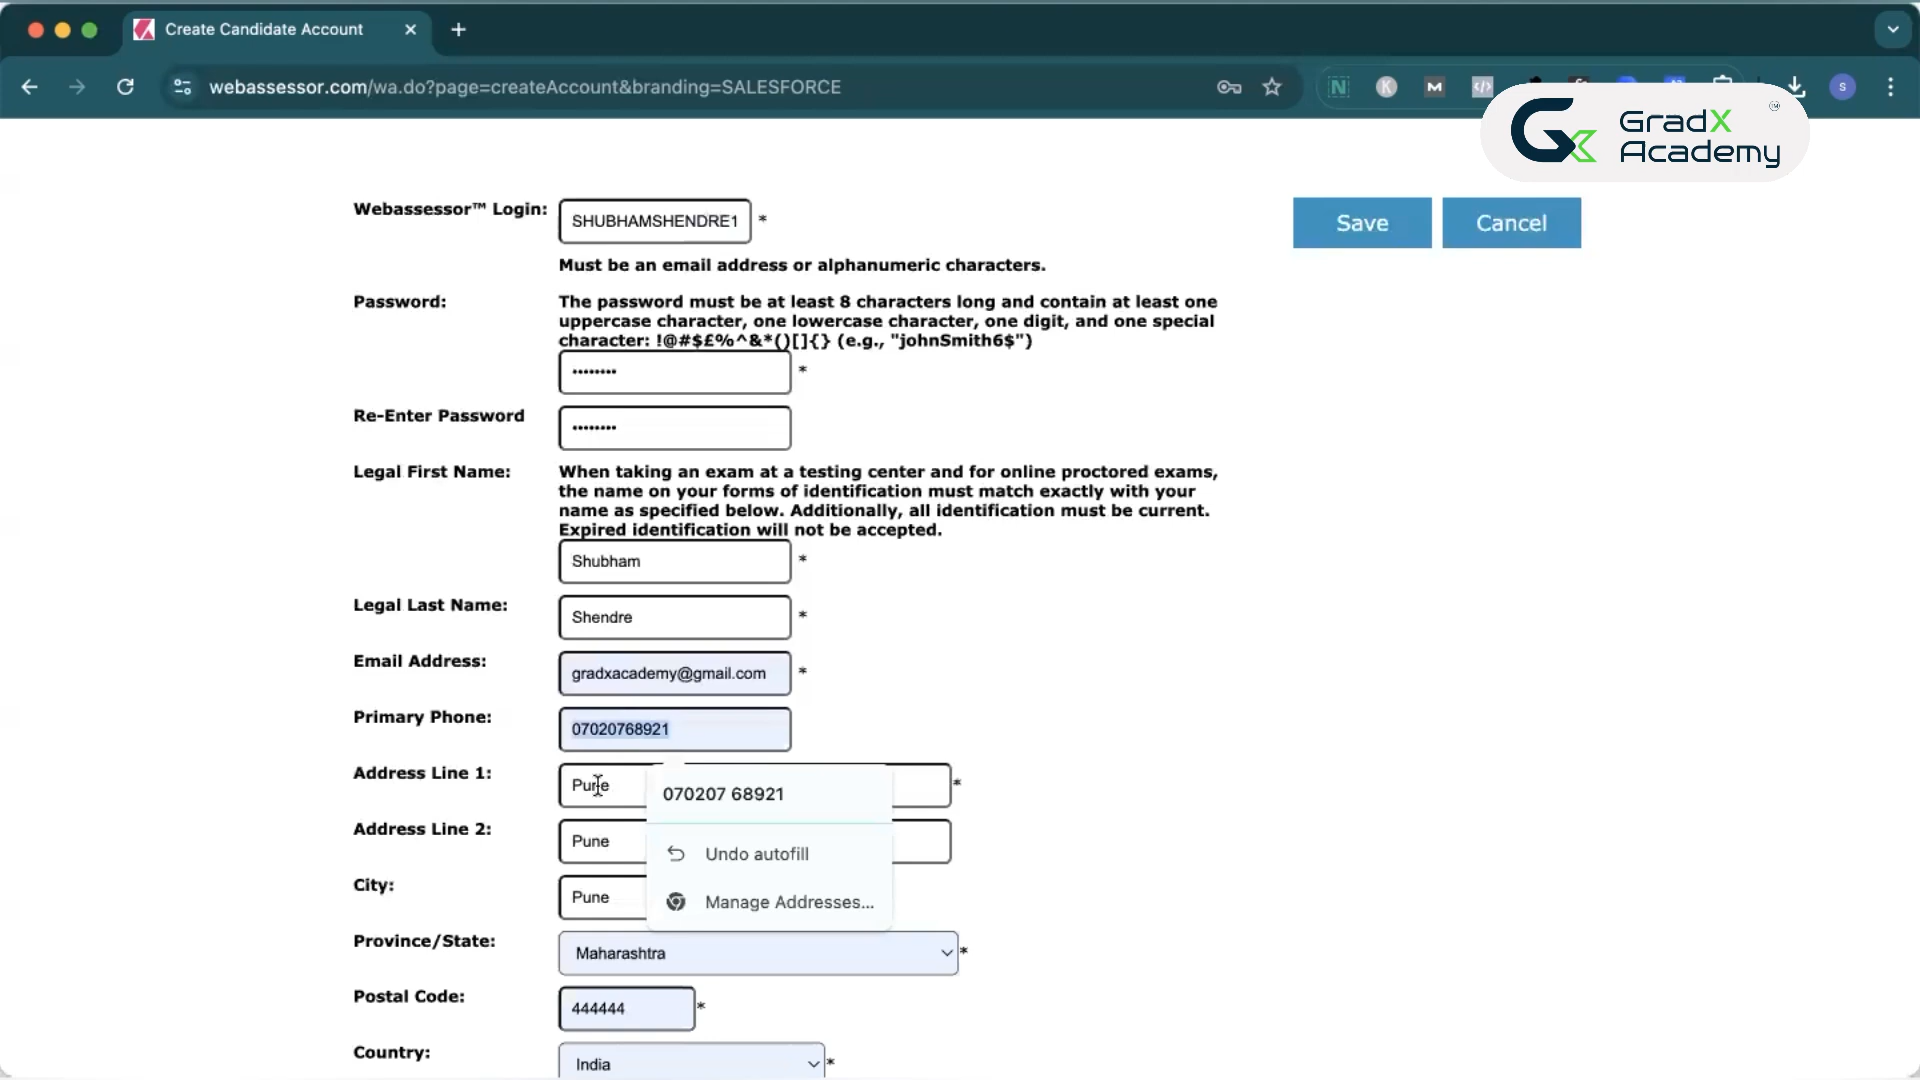 Create Candidate Account
webassessor.com/wa.do?page=createAccount&branding=SALESFORCE
N K M </> S
GradX
Academy
TM
Webassessor™ Login:
SHUBHAMSHENDRE1 *
Save
Cancel
Must be an email address or alphanumeric characters.
Password:
The password must be at least 8 characters long and contain at least one
uppercase character, one lowercase character, one digit, and one special
character: !@#$£%^&*()[]{} (e.g., "johnSmith6$")
•••••••• *
Re-Enter Password
••••••••
Legal First Name:
When taking an exam at a testing center and for online proctored exams,
the name on your forms of identification must match exactly with your
name as specified below. Additionally, all identification must be current.
Expired identification will not be accepted.
Shubham *
Legal Last Name:
Shendre *
Email Address:
gradxacademy@gmail.com *
Primary Phone:
07020768921
Address Line 1:
Pune *
070207 68921
Address Line 2:
Pune
Undo autofill
City:
Pune
Manage Addresses...
Province/State:
Maharashtra *
Postal Code:
444444 *
Country:
India *